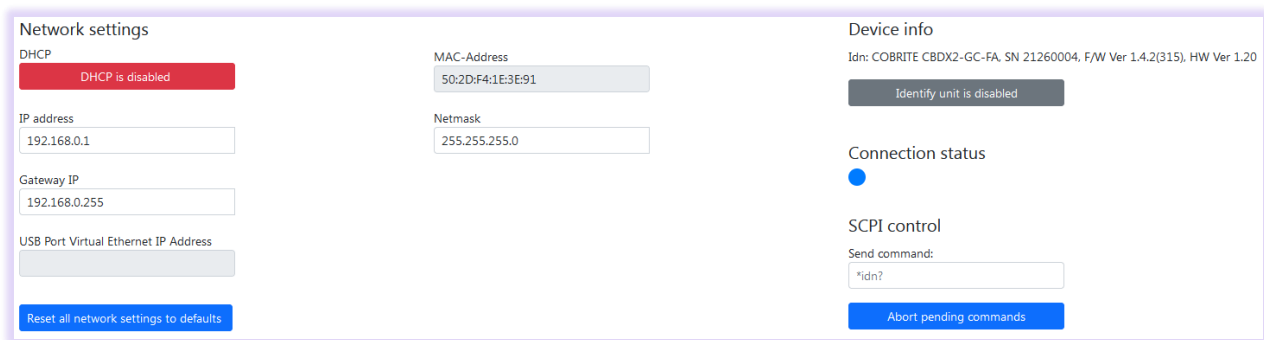 Network settings
DHCP
DHCP is disabled
MAC-Address
50:2D:F4:1E:3E:91
IP address
192.168.0.1
Netmask
255.255.255.0
Gateway IP
192.168.0.255
USB Port Virtual Ethernet IP Address
Reset all network settings to defaults
Device info
Idn: COBRITE CBDX2-GC-FA, SN 21260004, F/W Ver 1.4.2(315), HW Ver 1.20
Identify unit is disabled
Connection status
SCPI control
Send command:
*idn?
Abort pending commands